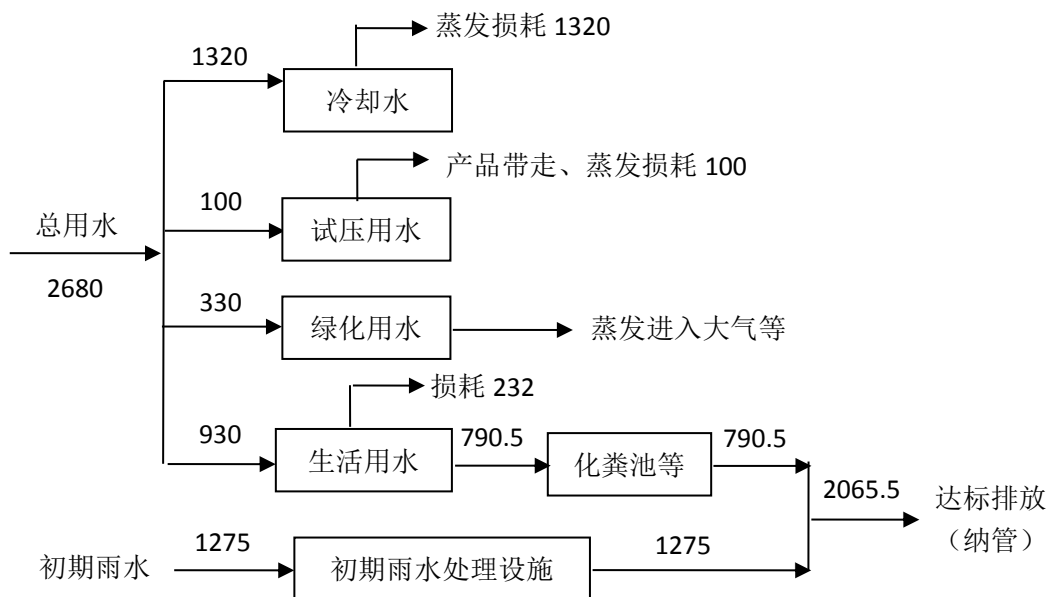 蒸发损耗 1320
1320
冷却水
产品带走、蒸发损耗 100
100
试压用水
总用水
2680
330
绿化用水
蒸发进入大气等
损耗 232
930
生活用水
790.5
化粪池等
790.5
2065.5
达标排放
（纳管）
初期雨水
1275
初期雨水处理设施
1275